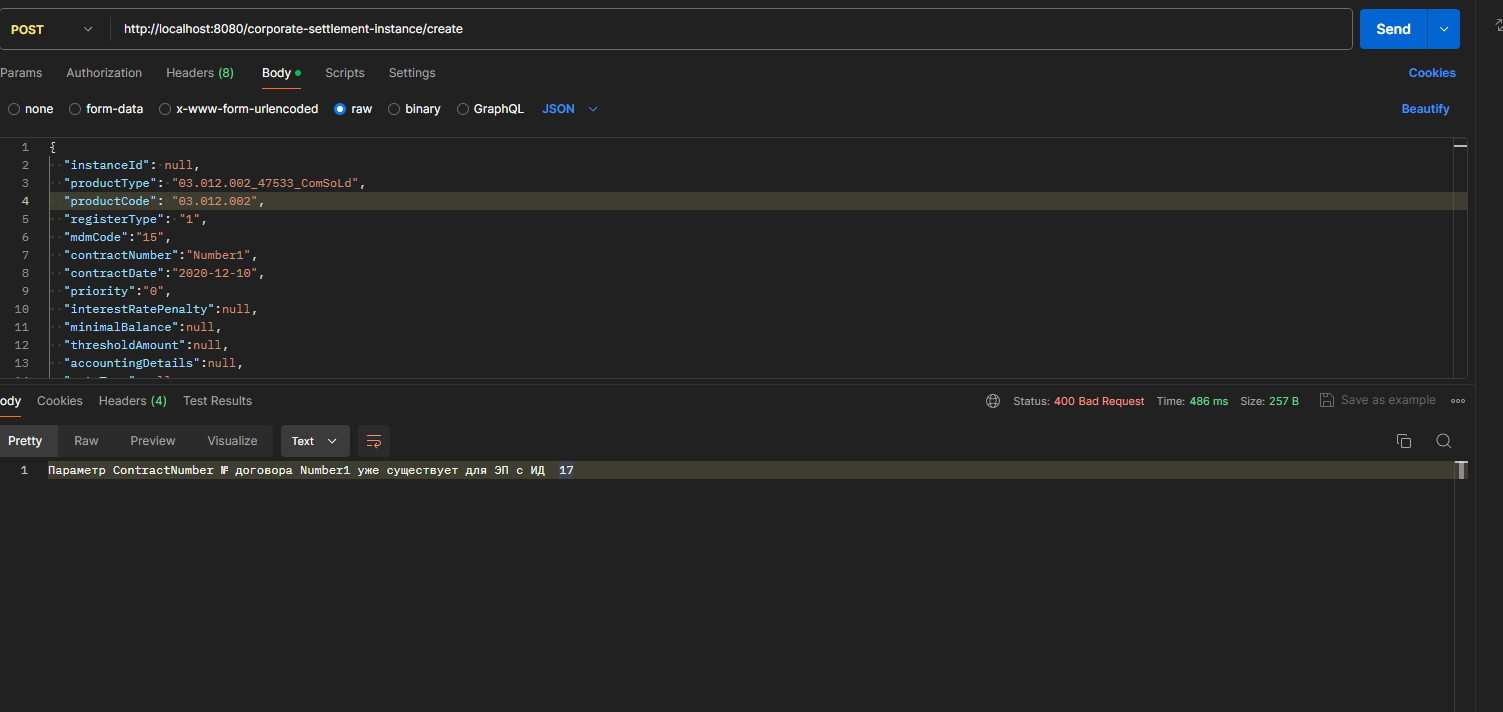 POST http://localhost:8080/corporate-settlement-instance/create Send
Params Authorization Headers (8) Body Scripts Settings Cookies
none form-data x-www-form-urlencoded raw binary GraphQL JSON Beautify
1 {
2 "instanceId": null,
3 "productType": "03.012.002_47533_ComSoLd",
4 "productCode": "03.012.002",
5 "registerType": "1",
6 "mdmCode":"15",
7 "contractNumber":"Number1",
8 "contractDate":"2020-12-10",
9 "priority":"0",
10 "interestRatePenalty":null,
11 "minimalBalance":null,
12 "thresholdAmount":null,
13 "accountingDetails":null,
ody Cookies Headers (4) Test Results Status: 400 Bad Request Time: 486 ms Size: 257 B Save as example
Pretty Raw Preview Visualize Text
1 Параметр ContractNumber № договора Number1 уже существует для ЭП с ИД 17